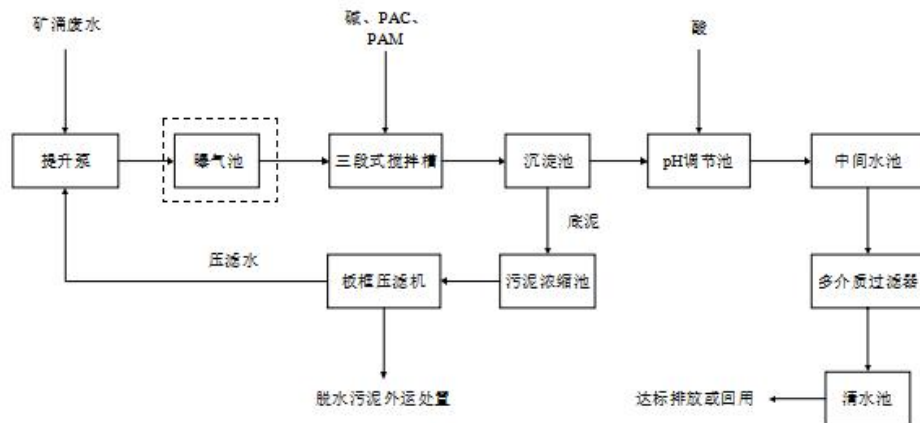 矿涌废水
碱、PAC、
PAM
酸
提升泵
曝气池
三段式搅拌槽
沉淀池
pH调节池
中间水池
底泥
压滤水
板框压滤机
污泥浓缩池
多介质过滤器
脱水污泥外运处置
达标排放或回用
清水池